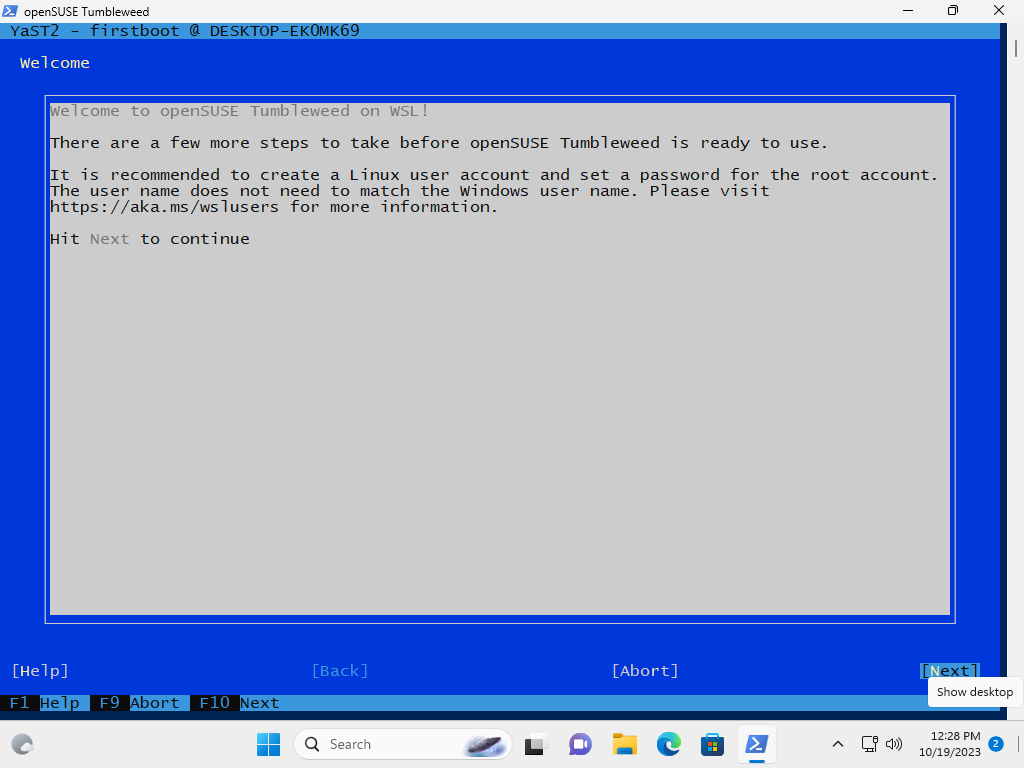 openSUSE Tumbleweed
YaST2 - firstboot @ DESKTOP-EKOMK69
Welcome
Welcome to openSUSE Tumbleweed on WSL!
There are a few more steps to take before openSUSE Tumbleweed is ready to use.
It is recommended to create a Linux user account and set a password for the root account.
The user name does not need to match the Windows user name. Please visit
https://aka.ms/wslusers for more information.
Hit Next to continue
[Help] [Back] [Abort] [Next]
Show desktop
F1 Help F9 Abort F10 Next
Search
12:28 PM
10/19/2023
2